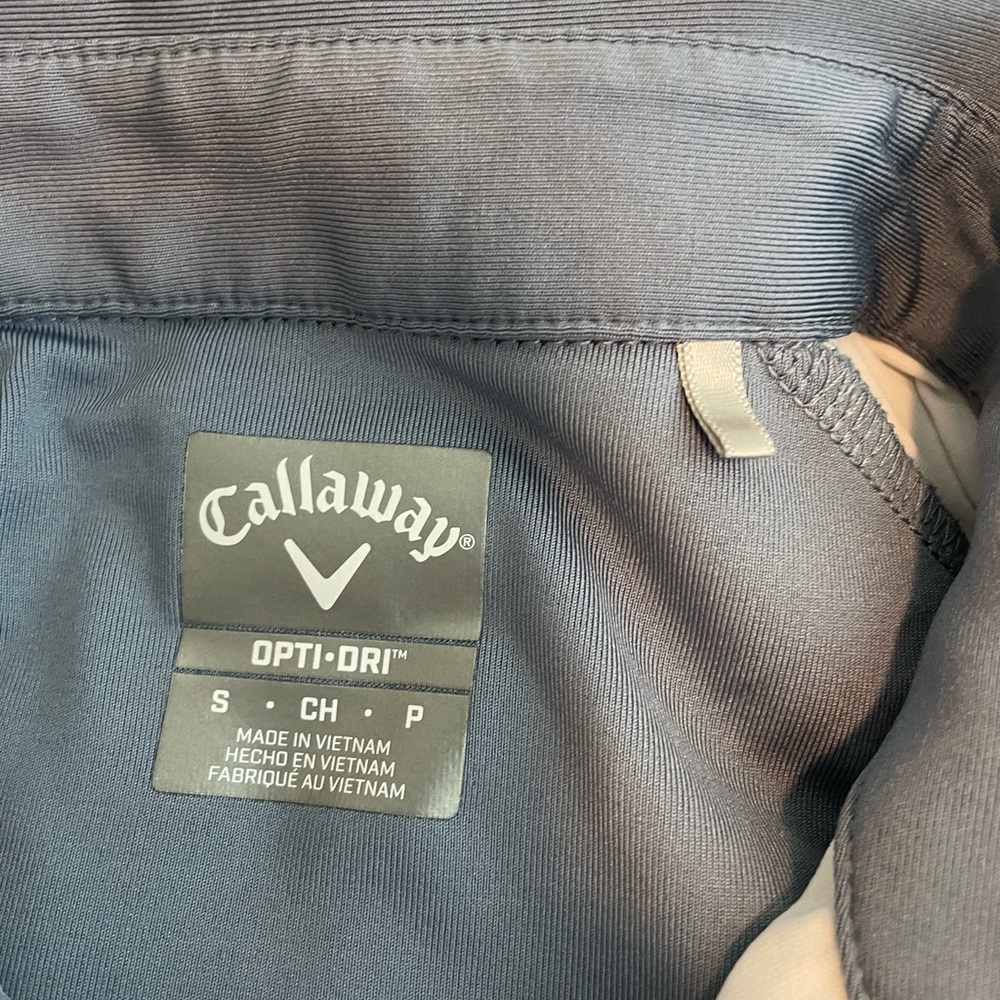 Callaway®
OPTI•DRI™
S • CH • P
MADE IN VIETNAM
HECHO EN VIETNAM
FABRIQUÉ AU VIETNAM